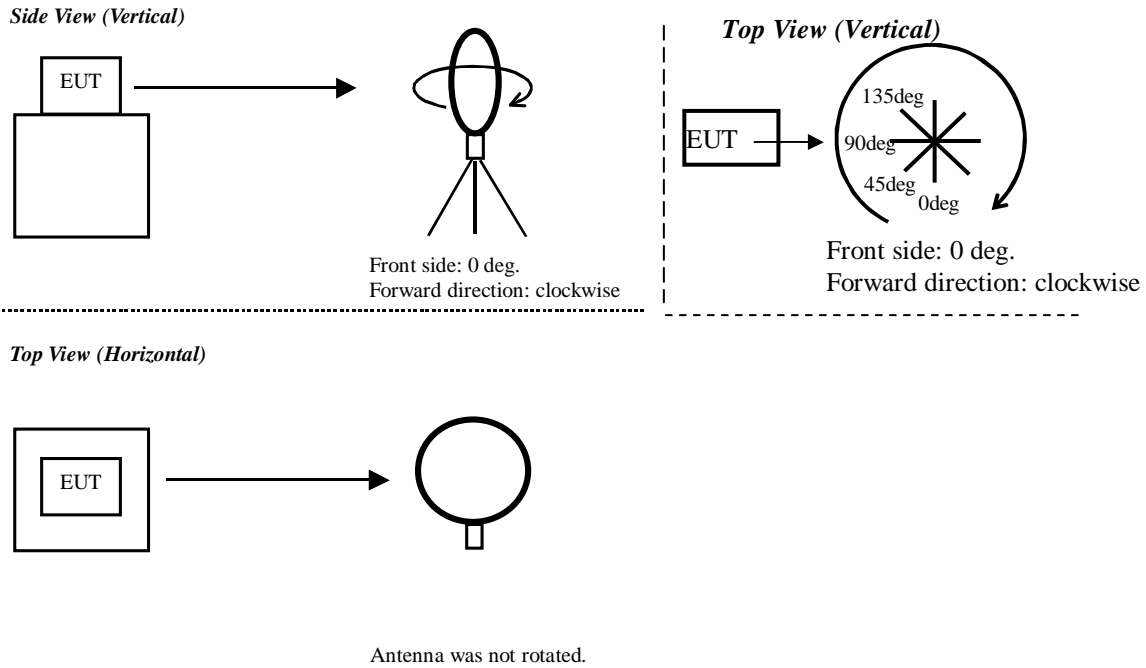 Side View (Vertical)
EUT
Front side: 0 deg.
Forward direction: clockwise
Top View (Vertical)
EUT
135deg
90deg
45deg
0deg
Front side: 0 deg.
Forward direction: clockwise
Top View (Horizontal)
EUT
Antenna was not rotated.